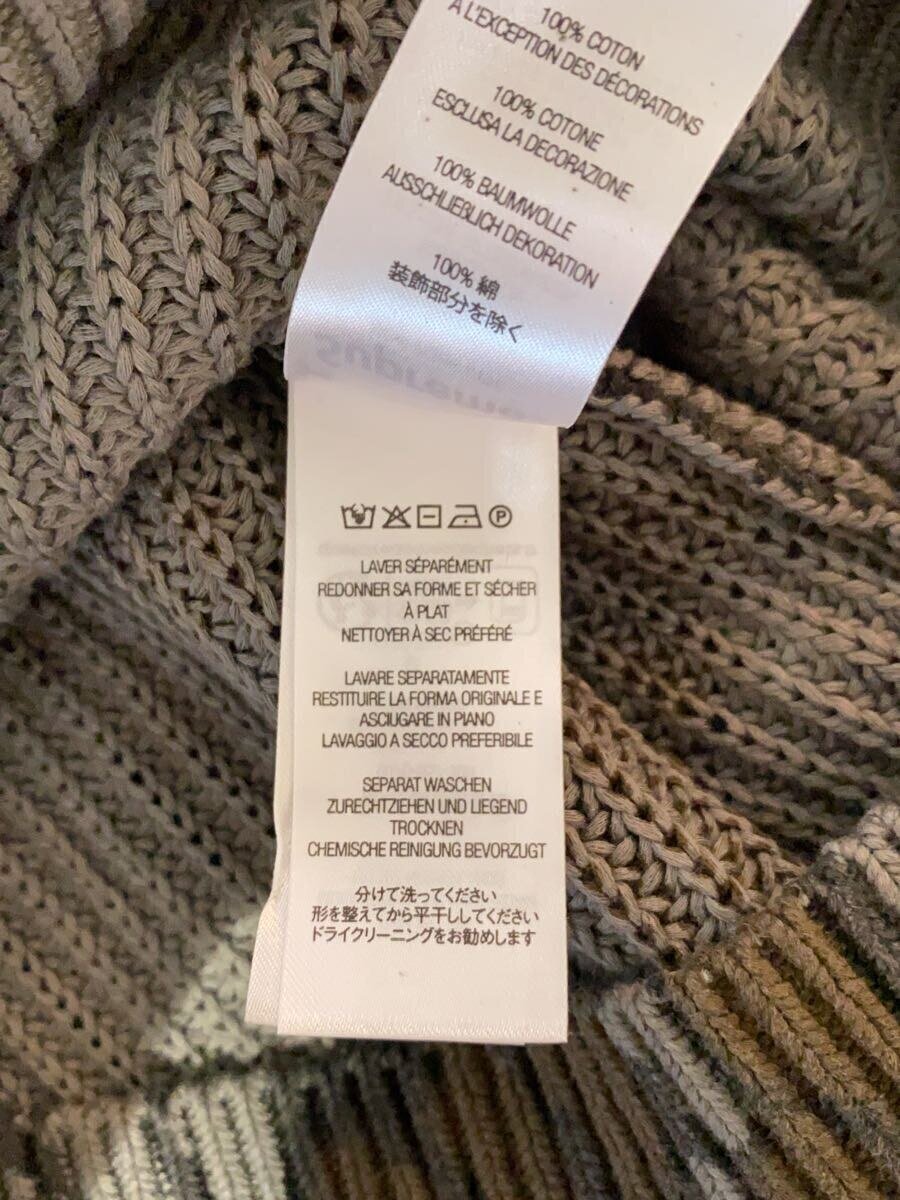 100% COTON
À L'EXCEPTION DES DÉCORATIONS
100% COTONE
ESCLUSA LA DECORAZIONE
100% BAUMWOLLE
AUSSCHLIEßLICH DEKORATION
100% 綿
装飾部分を除く
LAVER SÉPARÉMENT
REDONNER SA FORME ET SÉCHER
À PLAT
NETTOYER À SEC PRÉFÉRÉ
LAVARE SEPARATAMENTE
RESTITUIRE LA FORMA ORIGINALE E
ASCIUGARE IN PIANO
LAVAGGIO A SECCO PREFERIBILE
SEPARAT WASCHEN
ZURECHTZIEHEN UND LIEGEND
TROCKNEN
CHEMISCHE REINIGUNG BEVORZUGT
分けて洗ってください
形を整えてから平干ししてください
ドライクリーニングをお勧めします